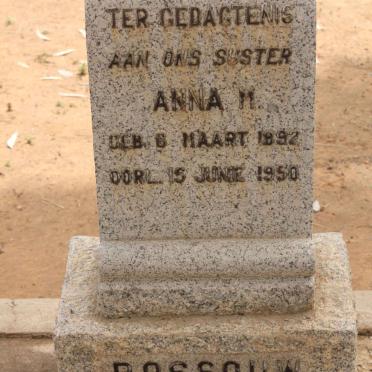 TER GEDAGTENIS
AAN ONS SUSTER
ANNA M.
GEB. 6 MAART 1892
OORL. 15 JUNIE 1950
ROSSOUW